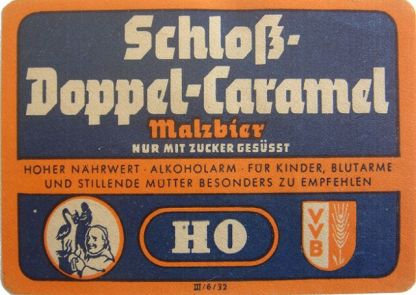 Schloß-
Doppel-Caramel
Malzbier
NUR MIT ZUCKER GESÜSST
HOHER NÄHRWERT · ALKOHOLARM · FÜR KINDER, BLUTARME
UND STILLENDE MÜTTER BESONDERS ZU EMPFEHLEN
HO
VVB
III/6/32